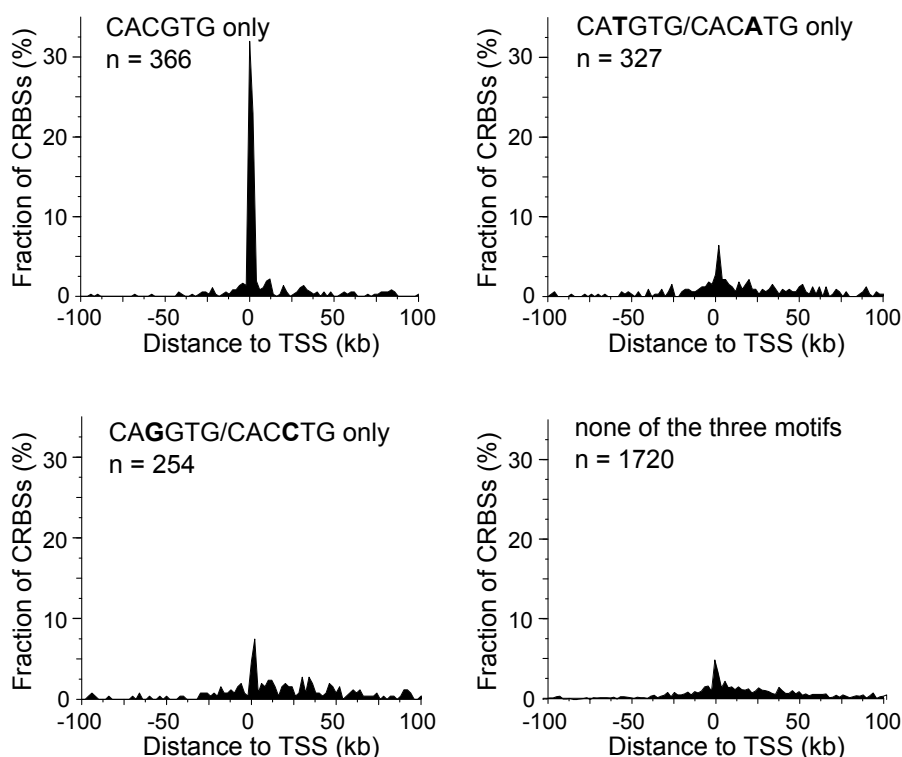 CACGTG only
n = 366
Fraction of CRBSs (%)
30
20
10
0
-100
-50
0
50
100
Distance to TSS (kb)
CATGTG/CACATG only
n = 327
Fraction of CRBSs (%)
30
20
10
0
-100
-50
0
50
100
Distance to TSS (kb)
CAGGTG/CACCTG only
n = 254
Fraction of CRBSs (%)
30
20
10
0
-100
-50
0
50
100
Distance to TSS (kb)
none of the three motifs
n = 1720
Fraction of CRBSs (%)
30
20
10
0
-100
-50
0
50
100
Distance to TSS (kb)